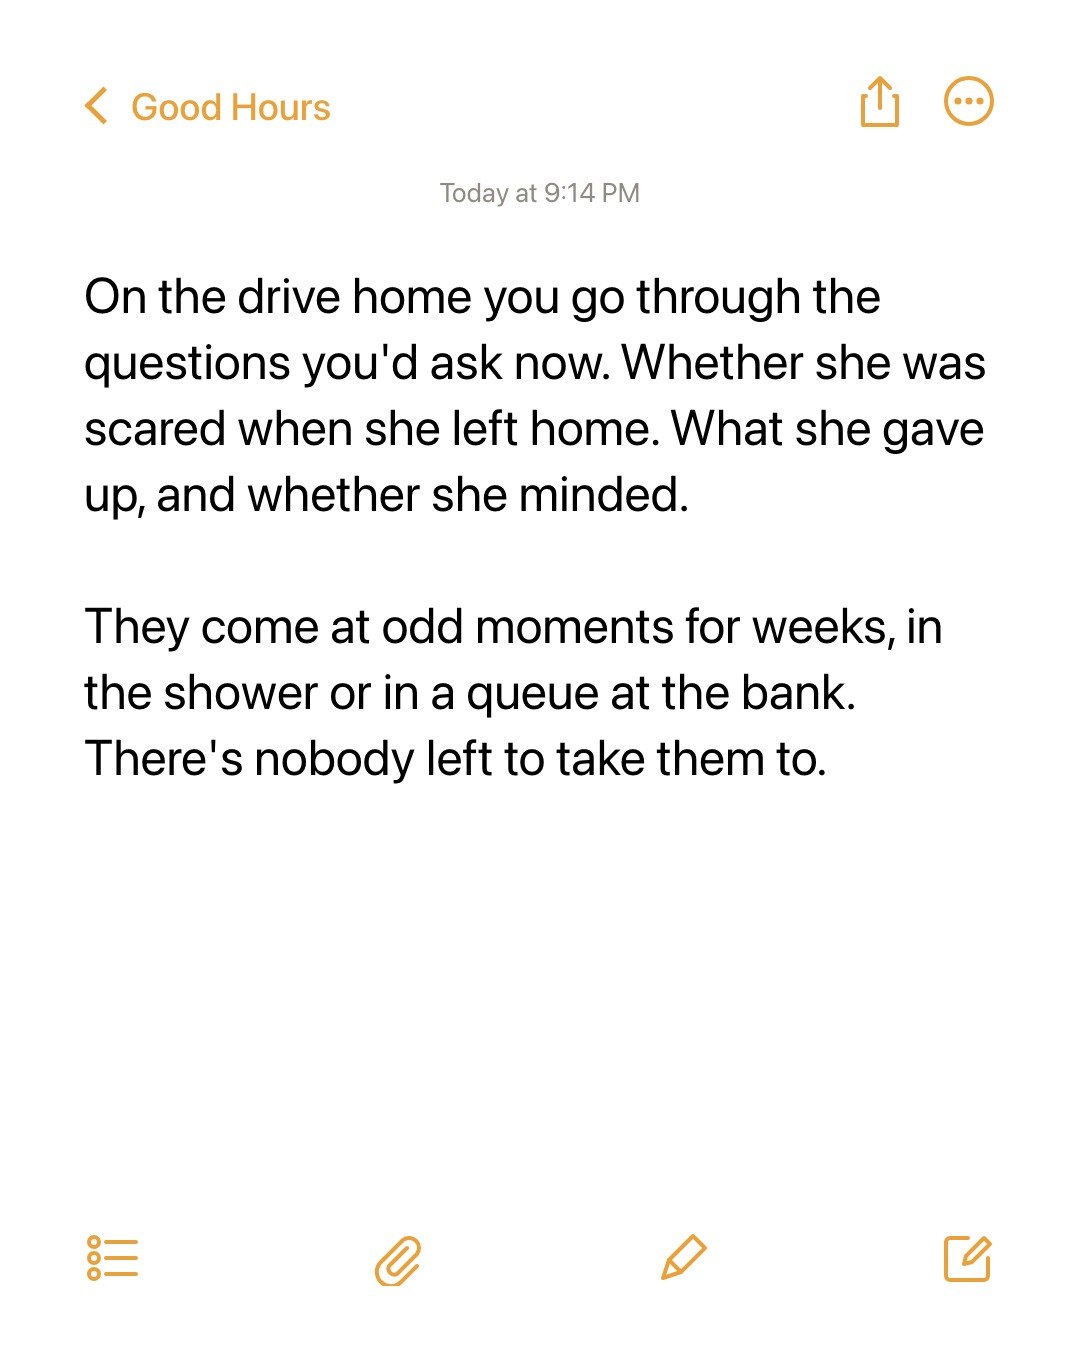 Good Hours
Today at 9:14 PM
On the drive home you go through the
questions you'd ask now. Whether she was
scared when she left home. What she gave
up, and whether she minded.
They come at odd moments for weeks, in
the shower or in a queue at the bank.
There's nobody left to take them to.